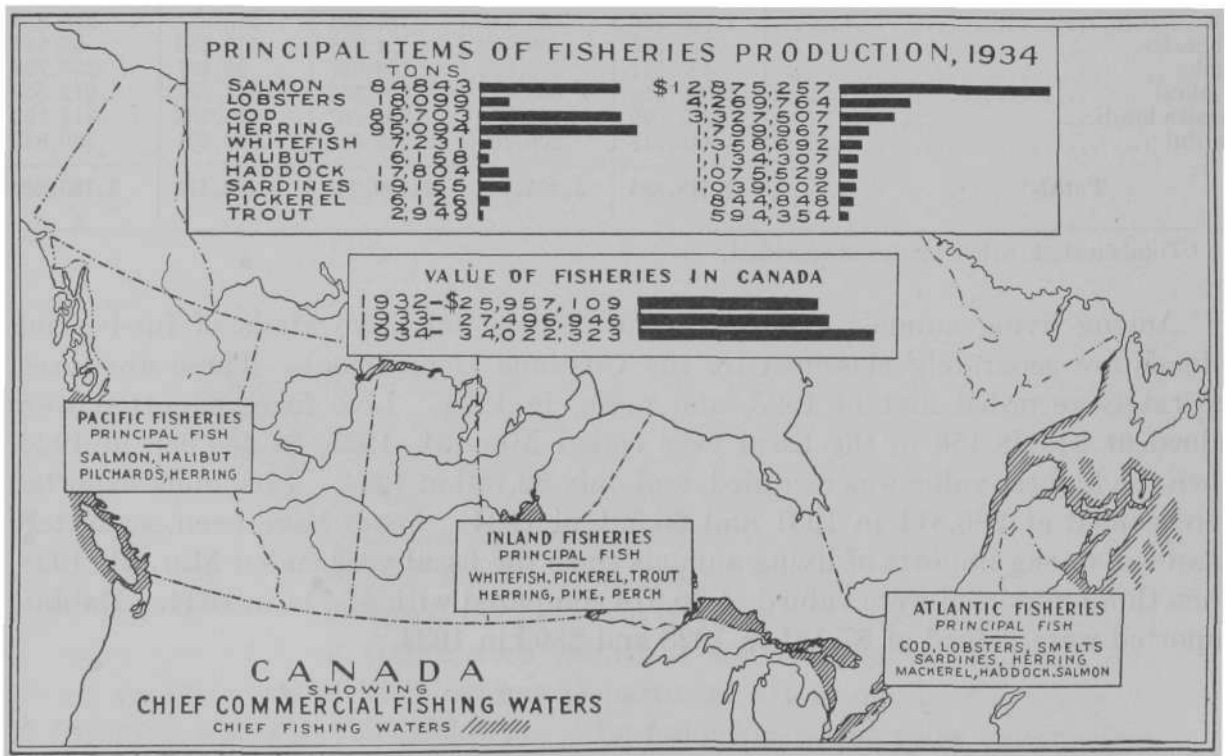 PRINCIPAL ITEMS OF FISHERIES PRODUCTION, 1934
TONS
SALMON 84,843 $12,875,257
LOBSTERS 18,099 4,269,764
COD 85,703 3,327,507
HERRING 95,094 1,799,967
WHITEFISH 7,231 1,358,692
HALIBUT 6,158 1,134,307
HADDOCK 17,804 1,075,529
SARDINES 19,155 1,039,002
PICKEREL 6,126 844,848
TROUT 2,949 594,354
VALUE OF FISHERIES IN CANADA
1932-$25,957,109
1933- 27,496,946
1934- 34,022,323
PACIFIC FISHERIES
PRINCIPAL FISH
SALMON, HALIBUT
PILCHARDS, HERRING
INLAND FISHERIES
PRINCIPAL FISH
WHITEFISH, PICKEREL, TROUT
HERRING, PIKE, PERCH
ATLANTIC FISHERIES
PRINCIPAL FISH
COD, LOBSTERS, SMELTS
SARDINES, HERRING
MACKEREL, HADDOCK, SALMON
CANADA
SHOWING
CHIEF COMMERCIAL FISHING WATERS
CHIEF FISHING WATERS